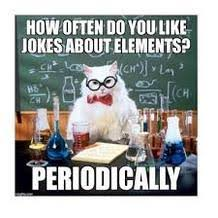 HOW OFTEN DO YOU LIKE
JOKES ABOUT ELEMENTS?
PERIODICALLY